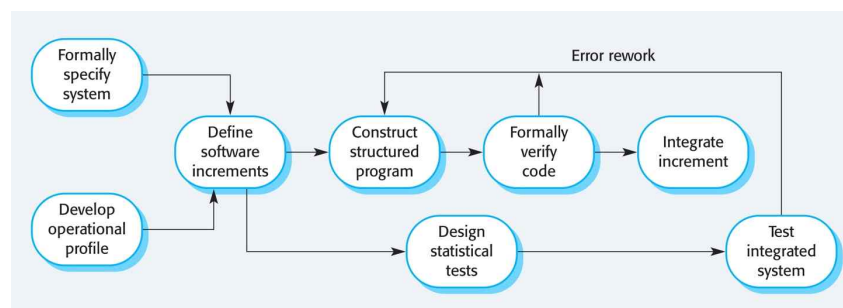 Formally
specify
system
Error rework
Define
software
increments
Construct
structured
program
Formally
verify
code
Integrate
increment
Develop
operational
profile
Design
statistical
tests
Test
integrated
system